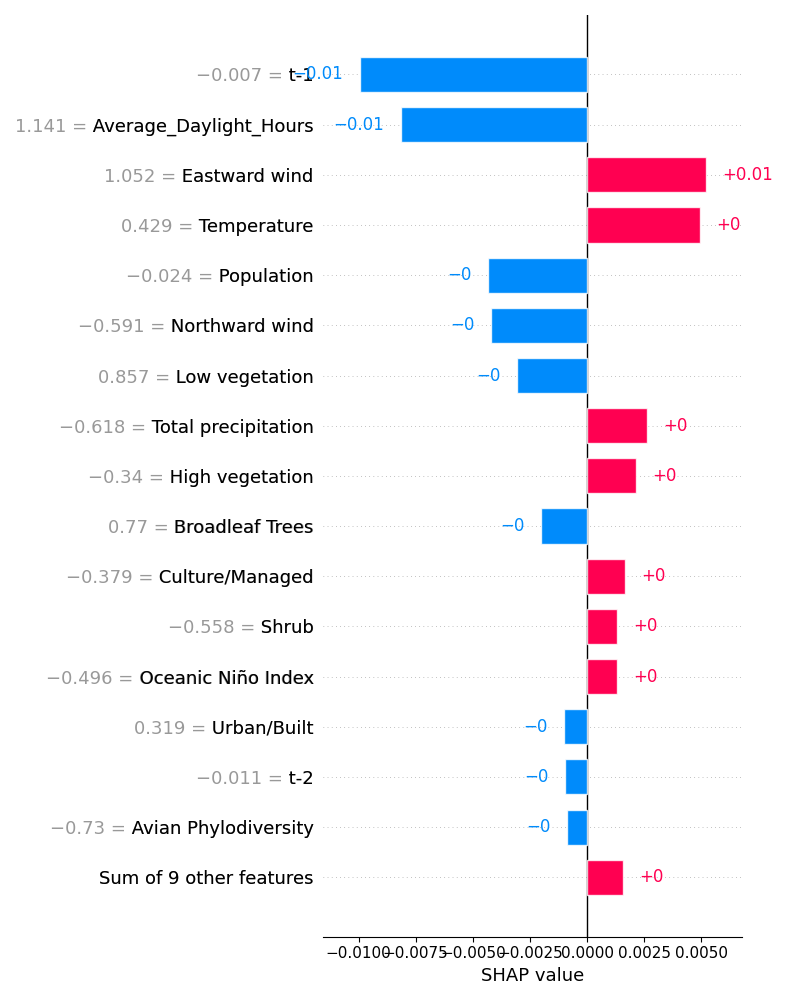 −0.007 = t-1 −0.01
1.141 = Average_Daylight_Hours −0.01
1.052 = Eastward wind +0.01
0.429 = Temperature +0
−0.024 = Population −0
−0.591 = Northward wind −0
0.857 = Low vegetation −0
−0.618 = Total precipitation +0
−0.34 = High vegetation +0
0.77 = Broadleaf Trees −0
−0.379 = Culture/Managed +0
−0.558 = Shrub +0
−0.496 = Oceanic Niño Index +0
0.319 = Urban/Built −0
−0.011 = t-2 −0
−0.73 = Avian Phylodiversity −0
Sum of 9 other features +0
−0.0100 −0.0075 −0.0050 −0.0025 0.0000 0.0025 0.0050
SHAP value